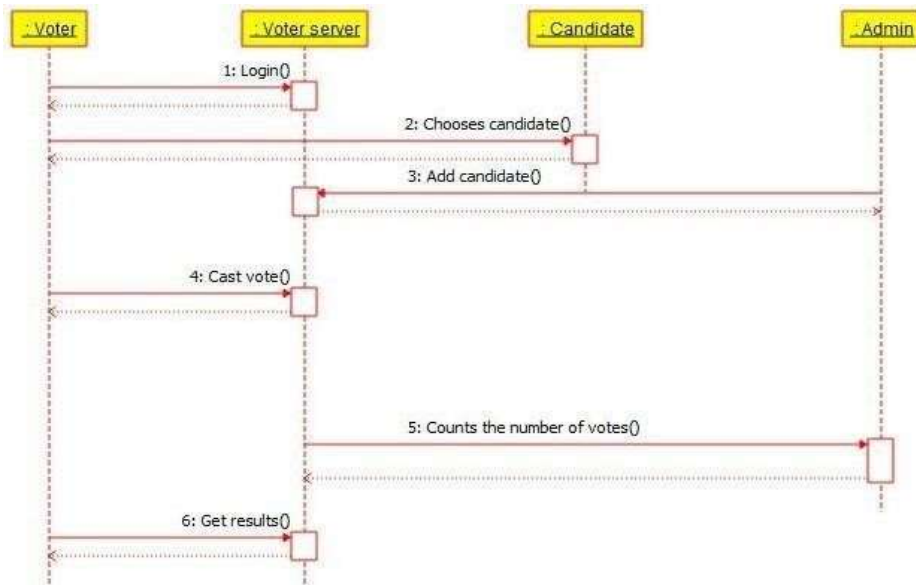 : Voter
: Voter server
: Candidate
: Admin
1: Login()
2: Chooses candidate()
3: Add candidate()
4: Cast vote()
5: Counts the number of votes()
6: Get results()